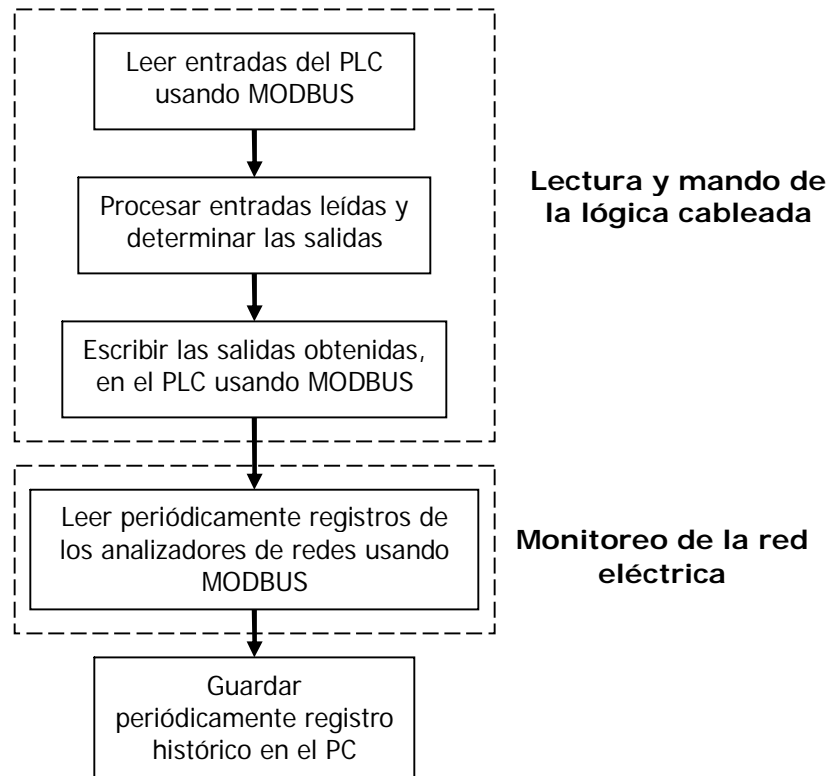 Leer entradas del PLC
usando MODBUS
Procesar entradas leídas y
determinar las salidas
Lectura y mando de
la lógica cableada
Escribir las salidas obtenidas,
en el PLC usando MODBUS
Leer periódicamente registros de
los analizadores de redes usando
MODBUS
Monitoreo de la red
eléctrica
Guardar
periódicamente registro
histórico en el PC